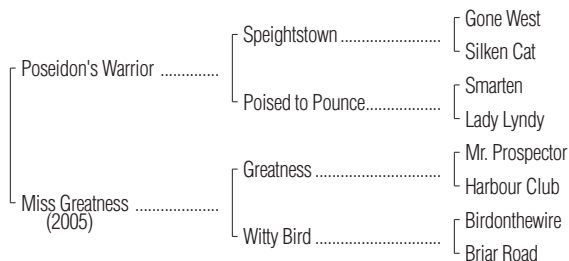 Gone West
Speightstown
Silken Cat
Poseidon's Warrior
Smarten
Poised to Pounce
Lady Lyndy
Mr. Prospector
Greatness
Harbour Club
Miss Greatness
(2005)
Birdonthewire
Witty Bird
Briar Road